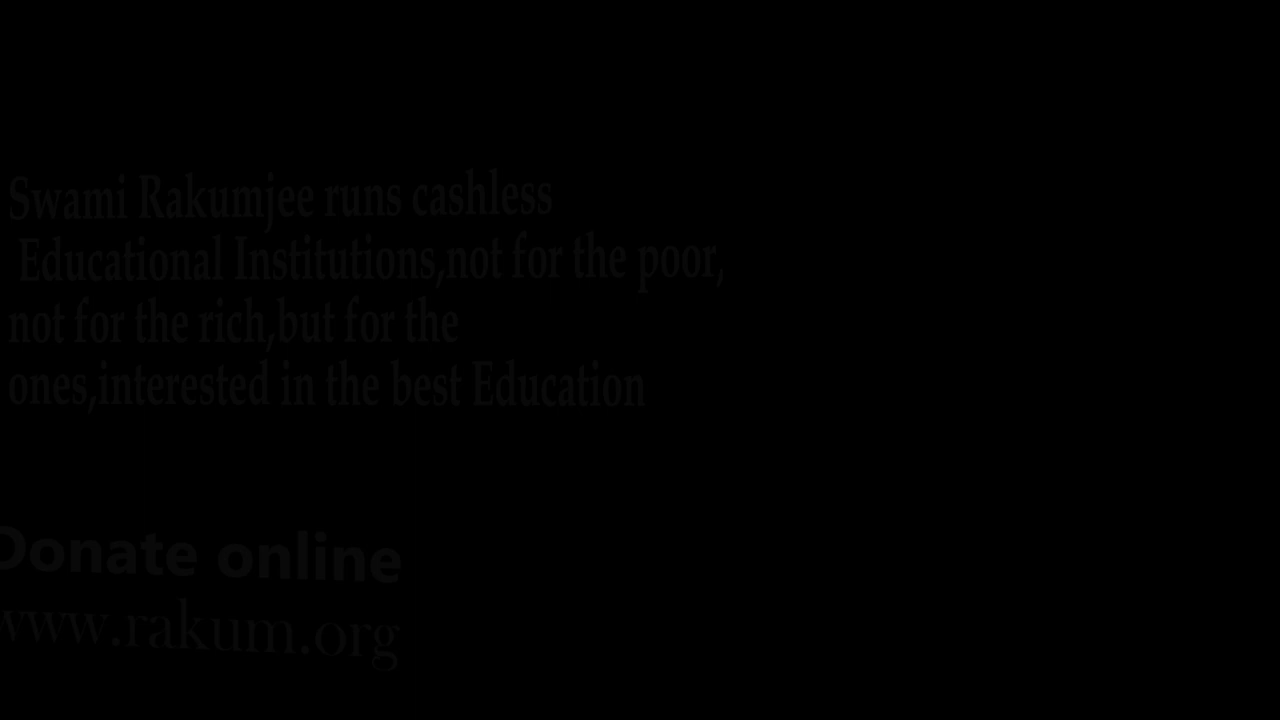 Swami Rakumjee runs cashless
Educational Institutions,not for the poor,
not for the rich,but for the
ones,interested in the best Education
Donate online
www.rakum.org